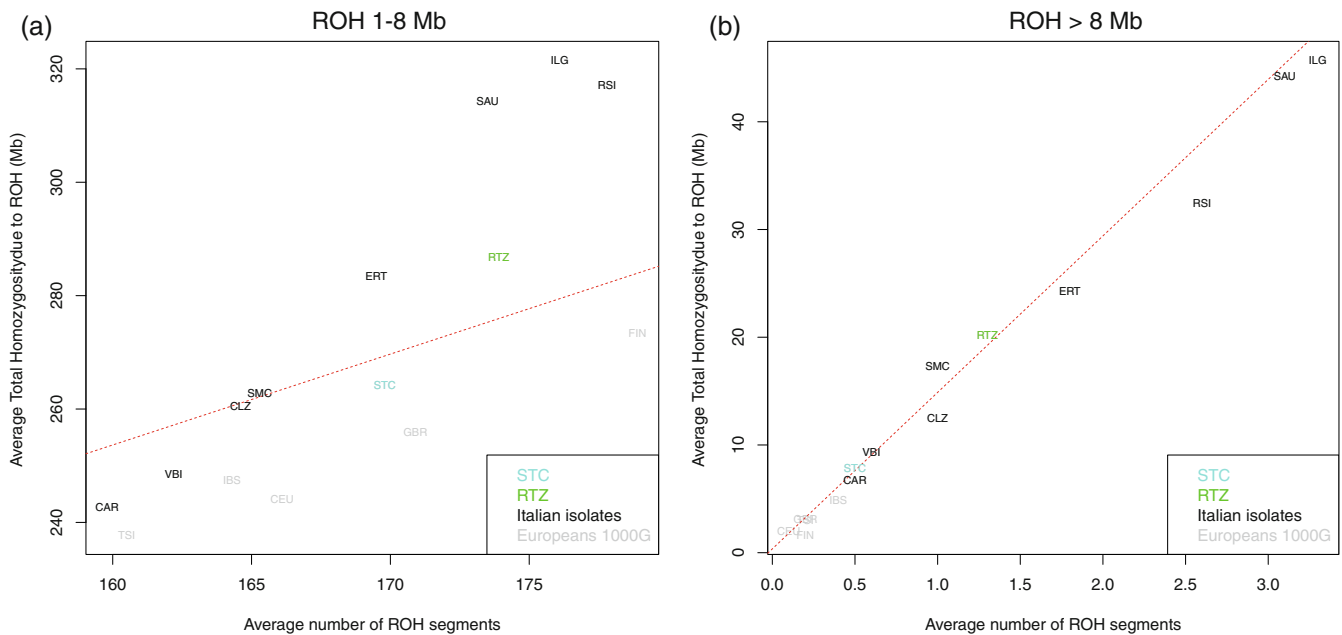 (a) ROH 1-8 Mb
Average Total Homozygositydue to ROH (Mb)
320
300
280
260
240
ILG
RSI
SAU
RTZ
ERT
FIN
STC
SMC
CLZ
GBR
VBI
IBS
CEU
CAR
TSI
STC
RTZ
Italian isolates
Europeans 1000G
160 165 170 175
Average number of ROH segments
(b) ROH > 8 Mb
Average Total Homozygositydue to ROH (Mb)
40
30
20
10
0
ILG
SAU
RSI
ERT
RTZ
SMC
CLZ
VBI
STC
CAR
IBS
GBR
CEU
FIN
STC
RTZ
Italian isolates
Europeans 1000G
0.0 0.5 1.0 1.5 2.0 2.5 3.0
Average number of ROH segments